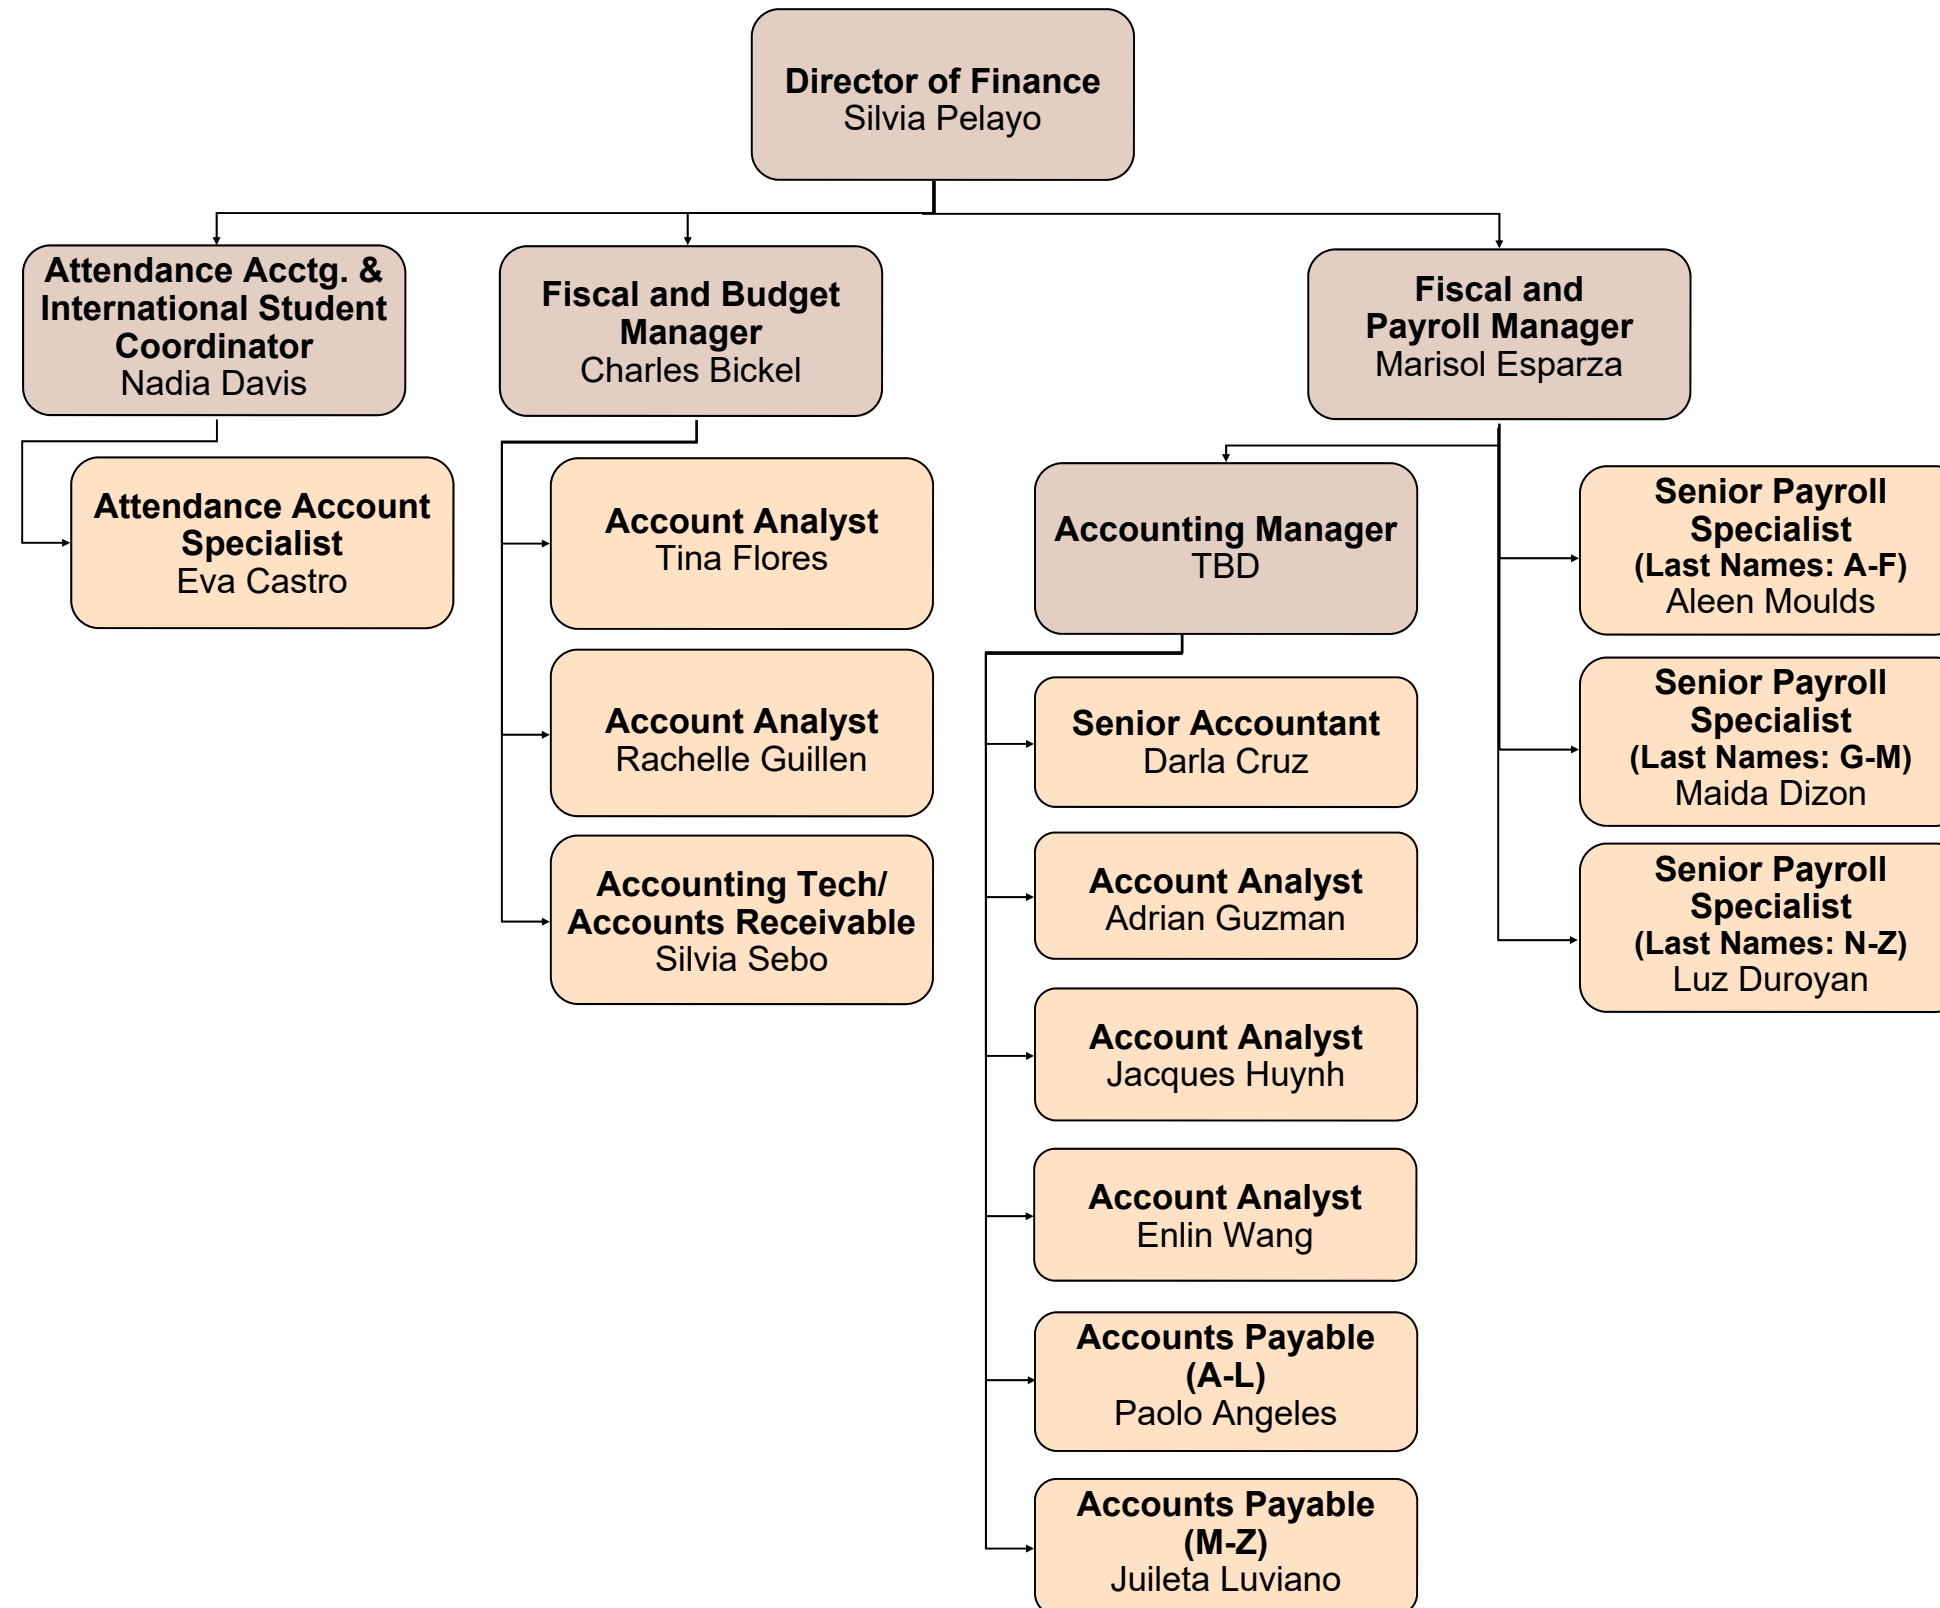 Director of Finance
Silvia Pelayo
Attendance Acctg. &
International Student
Coordinator
Nadia Davis
Fiscal and Budget
Manager
Charles Bickel
Fiscal and
Payroll Manager
Marisol Esparza
Attendance Account
Specialist
Eva Castro
Account Analyst
Tina Flores
Account Analyst
Rachelle Guillen
Accounting Tech/
Accounts Receivable
Silvia Sebo
Accounting Manager
TBD
Senior Accountant
Darla Cruz
Account Analyst
Adrian Guzman
Account Analyst
Jacques Huynh
Account Analyst
Enlin Wang
Accounts Payable
(A-L)
Paolo Angeles
Accounts Payable
(M-Z)
Juileta Luviano
Senior Payroll
Specialist
(Last Names: A-F)
Aleen Moulds
Senior Payroll
Specialist
(Last Names: G-M)
Maida Dizon
Senior Payroll
Specialist
(Last Names: N-Z)
Luz Duroyan